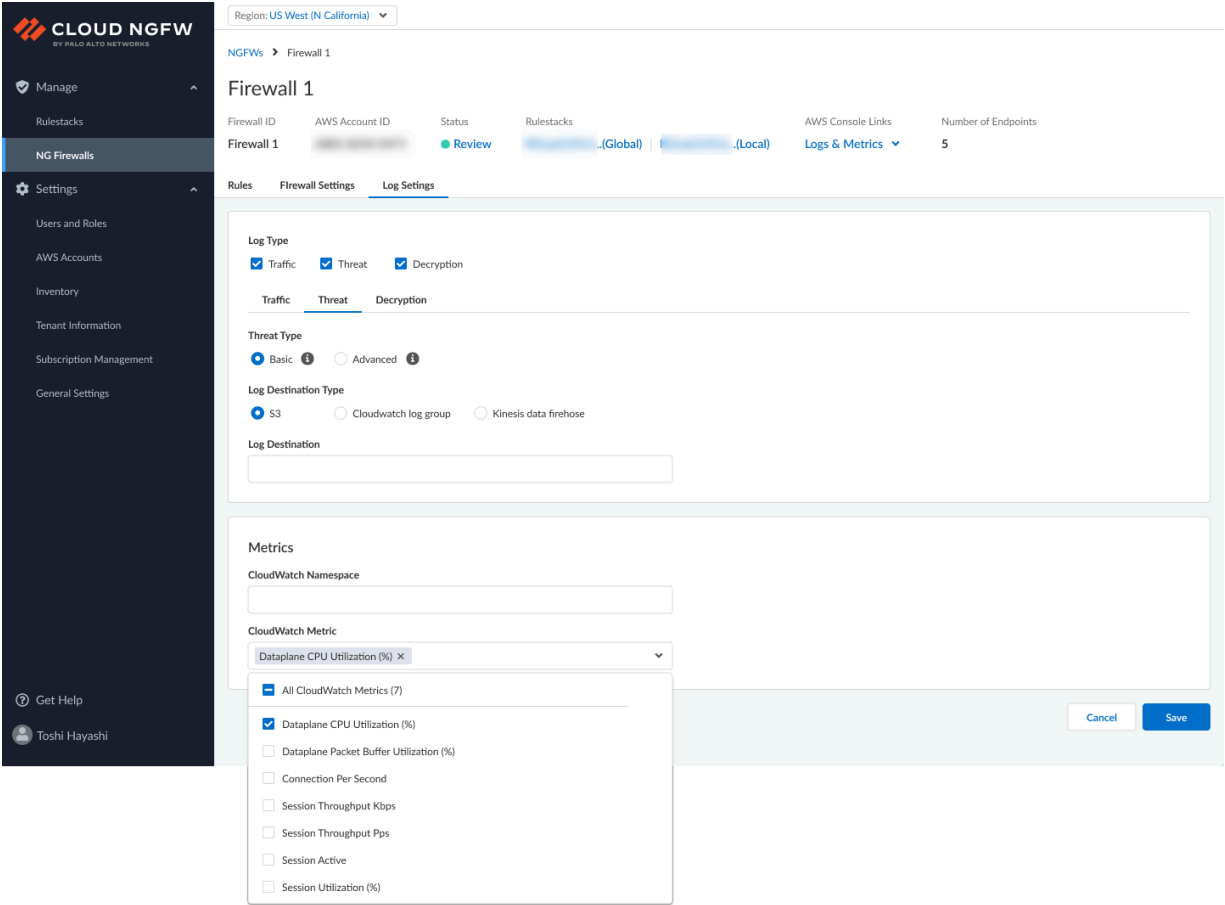 CLOUD NGFW
BY PALO ALTO NETWORKS
Manage
Rulestacks
NG Firewalls
Settings
Users and Roles
AWS Accounts
Inventory
Tenant Information
Subscription Management
General Settings
Get Help
Toshi Hayashi
Region: US West (N California)
NGFWs > Firewall 1
Firewall 1
Firewall ID AWS Account ID Status Rulestacks AWS Console Links Number of Endpoints
Firewall 1 Review ..(Global) | .(Local) Logs & Metrics 5
Rules FIrewall Settings Log Setings
Log Type
Traffic Threat Decryption
Traffic Threat Decryption
Threat Type
Basic Advanced
Log Destination Type
S3 Cloudwatch log group Kinesis data firehose
Log Destination
Metrics
CloudWatch Namespace
CloudWatch Metric
Dataplane CPU Utilization (%) ×
All CloudWatch Metrics (7)
Dataplane CPU Utilization (%)
Dataplane Packet Buffer Utilization (%)
Connection Per Second
Session Throughput Kbps
Session Throughput Pps
Session Active
Session Utilization (%)
Cancel Save